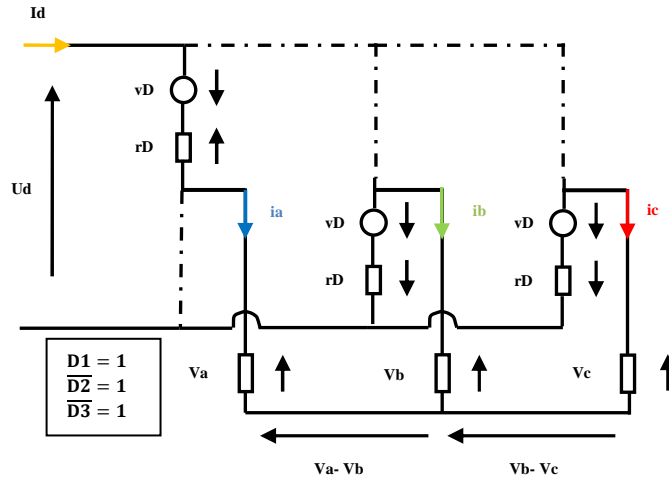 Id
vD
rD
Ud
ia
ib
ic
vD
vD
rD
rD
D1 = 1
D2̅ = 1
D3̅ = 1
Va
Vb
Vc
Va- Vb
Vb- Vc